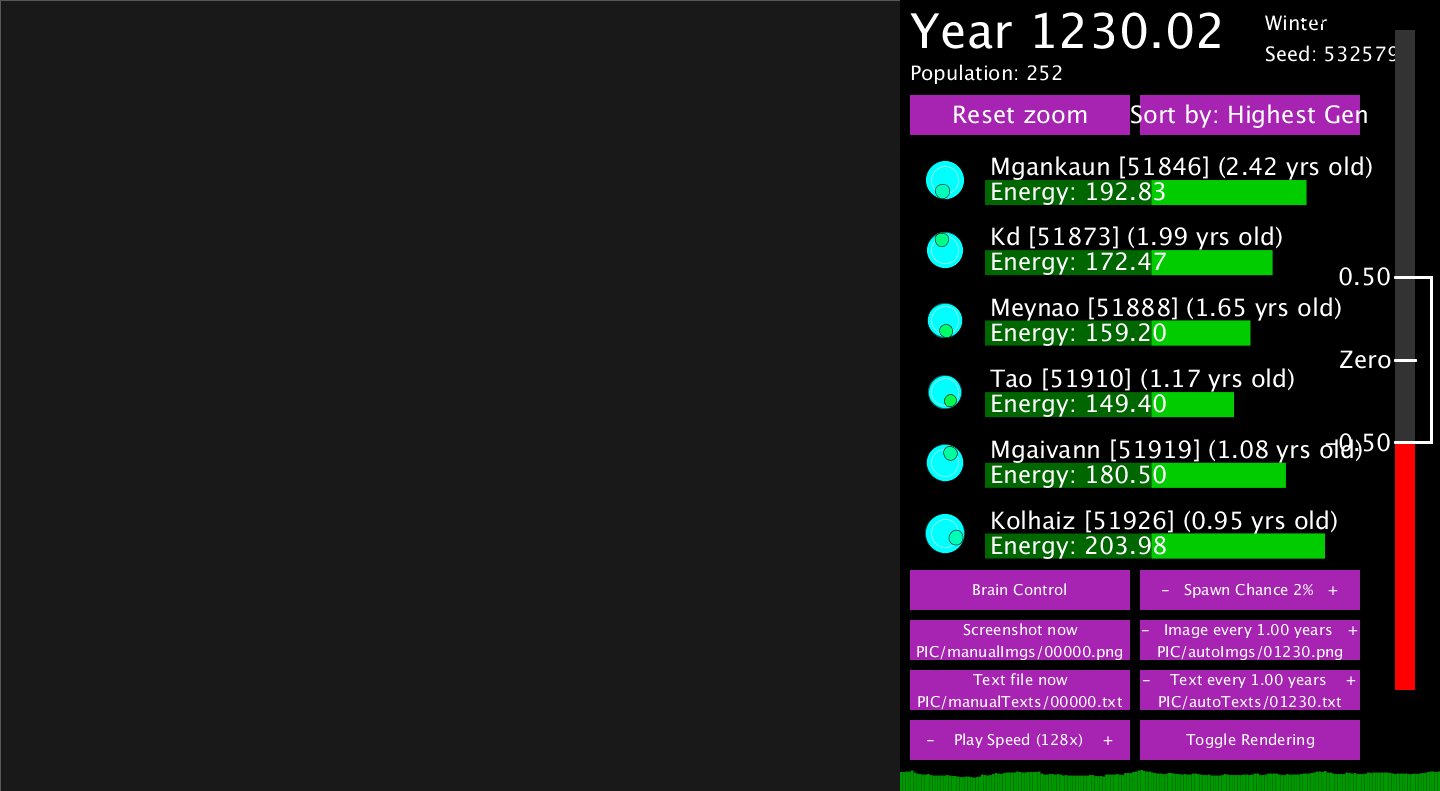 Year 1230.02
Winter
Seed: 532579
Population: 252
Reset zoom
Sort by: Highest Gen
Mgankaun [51846] (2.42 yrs old)
Energy: 192.83
Kd [51873] (1.99 yrs old)
Energy: 172.47
0.50
Meynao [51888] (1.65 yrs old)
Energy: 159.20
Zero
Tao [51910] (1.17 yrs old)
Energy: 149.40
-0.50
Mgaivann [51919] (1.08 yrs old)
Energy: 180.50
Kolhaiz [51926] (0.95 yrs old)
Energy: 203.98
Brain Control
- Spawn Chance 2% +
Screenshot now
PIC/manualImgs/00000.png
- Image every 1.00 years +
PIC/autoImgs/01230.png
Text file now
PIC/manualTexts/00000.txt
- Text every 1.00 years +
PIC/autoTexts/01230.txt
- Play Speed (128x) +
Toggle Rendering